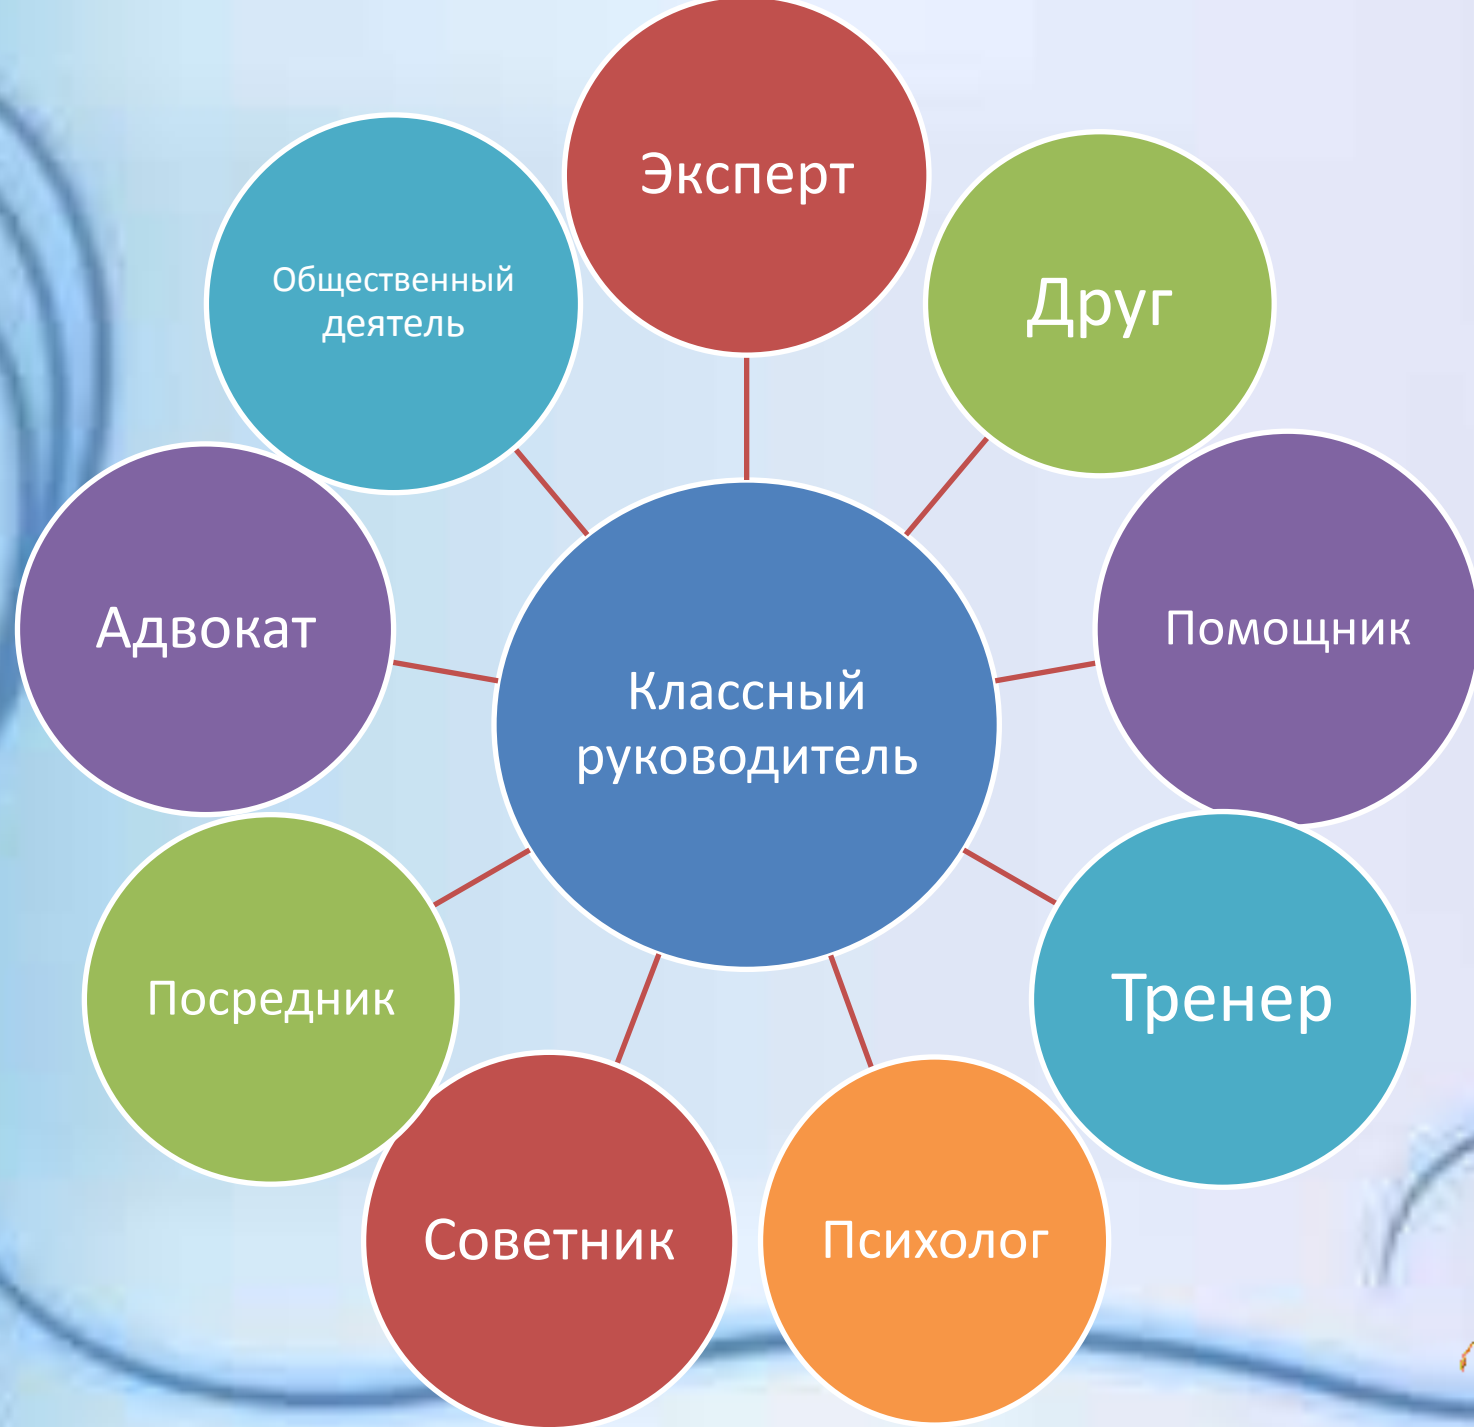 Эксперт
Общественный
деятель
Друг
Адвокат
Помощник
Классный
руководитель
Посредник
Тренер
Советник
Психолог